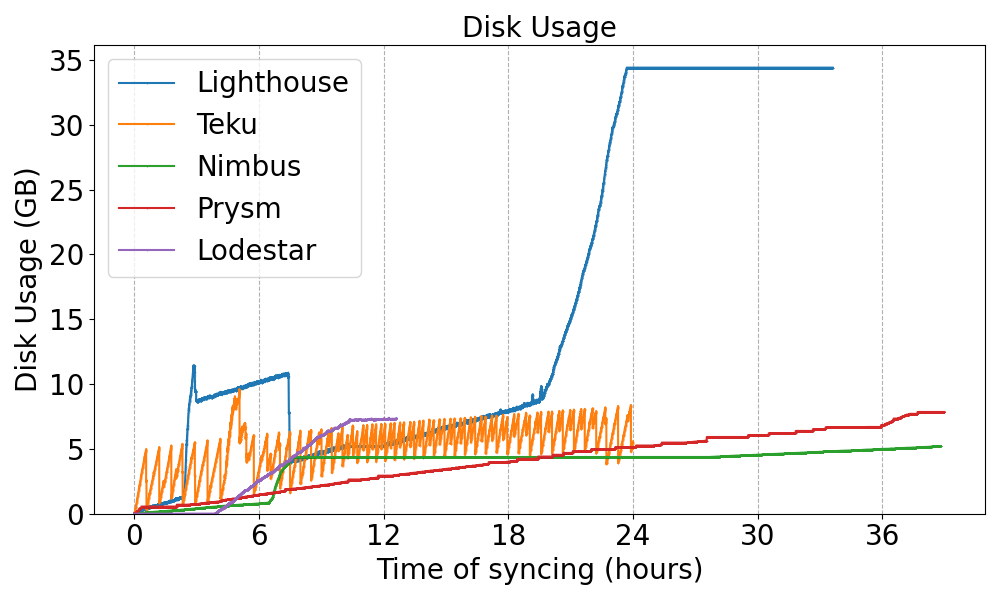 Disk Usage
35
30
25
20
15
10
5
0
Disk Usage (GB)
Lighthouse
Teku
Nimbus
Prysm
Lodestar
0 6 12 18 24 30 36
Time of syncing (hours)